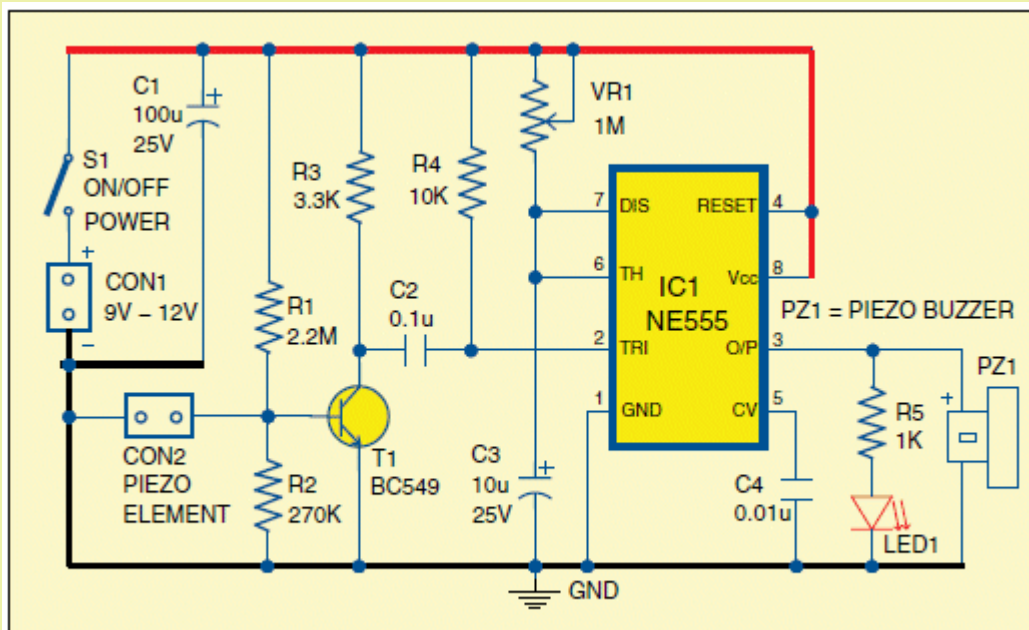 C1
100u
25V
S1
ON/OFF
POWER
CON1
9V – 12V
CON2
PIEZO
ELEMENT
R1
2.2M
R2
270K
R3
3.3K
C2
0.1u
T1
BC549
R4
10K
VR1
1M
C3
10u
25V
7 DIS RESET 4
6 TH Vcc 8
IC1
NE555
2 TRI O/P 3
1 GND CV 5
PZ1 = PIEZO BUZZER
PZ1
R5
1K
C4
0.01u
LED1
GND